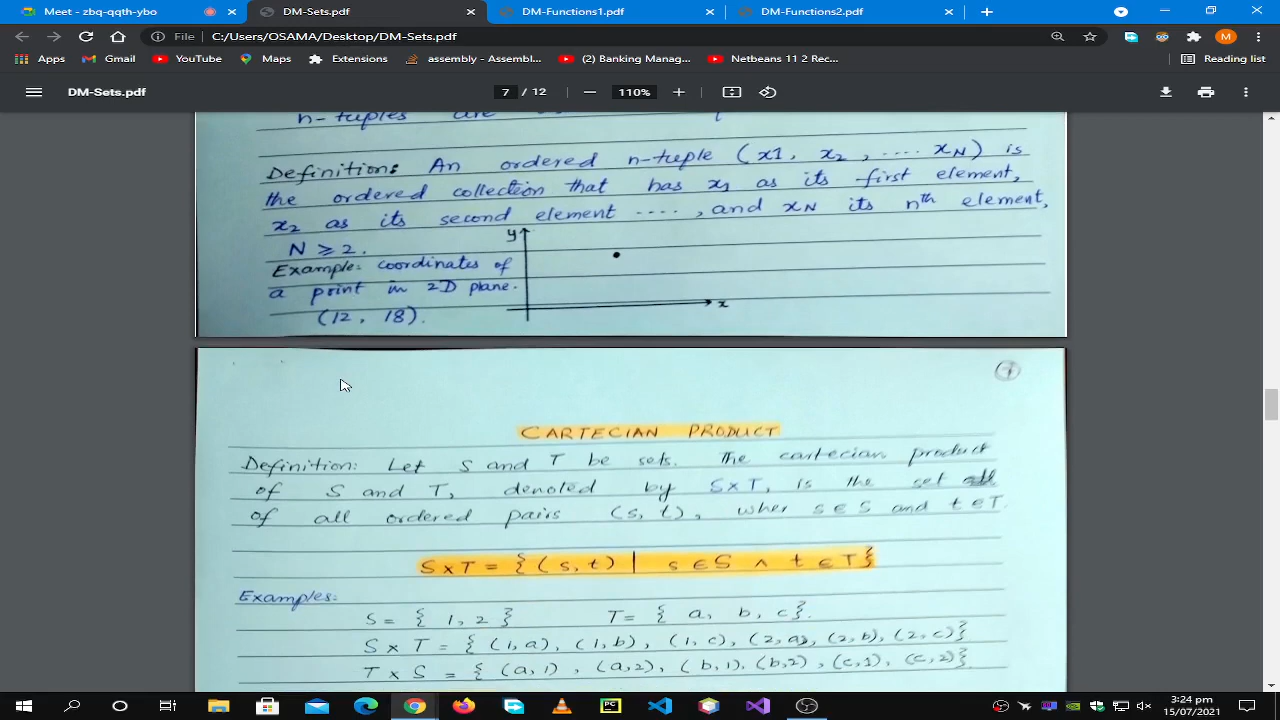 Meet - zbq-qqth-ybo
DM-Sets.pdf
DM-Functions1.pdf
DM-Functions2.pdf
File
C:/Users/OSAMA/Desktop/DM-Sets.pdf
Apps
Gmail
YouTube
Maps
Extensions
assembly - Assembl...
(2) Banking Manag...
Netbeans 11 2 Rec...
Reading list
DM-Sets.pdf
7 / 12
110%
n-tuples are
Definition: An ordered n-tuple (x1, x2, .... xN) is
the ordered collection that has x1 as its first element,
x2 as its second element ...., and xN its nth element,
N ⩾ 2.
y
Example: coordinates of
a point in 2D plane.
x
(12, 18).
7
CARTECIAN PRODUCT
Definition: Let S and T be sets. The cartecian product
of S and T, denoted by S×T, is the set
of all ordered pairs (s, t), wher s∈S and t∈T.
S×T = {(s,t) | s∈S ∧ t∈T}
Examples:
S = { 1, 2 } T = { a, b, c}.
S × T = { (1,a), (1,b), (1,c), (2,a), (2,b), (2,c)}
T × S = { (a,1), (a,2), (b,1), (b,2), (c,1), (c,2)}
3:24 pm
15/07/2021